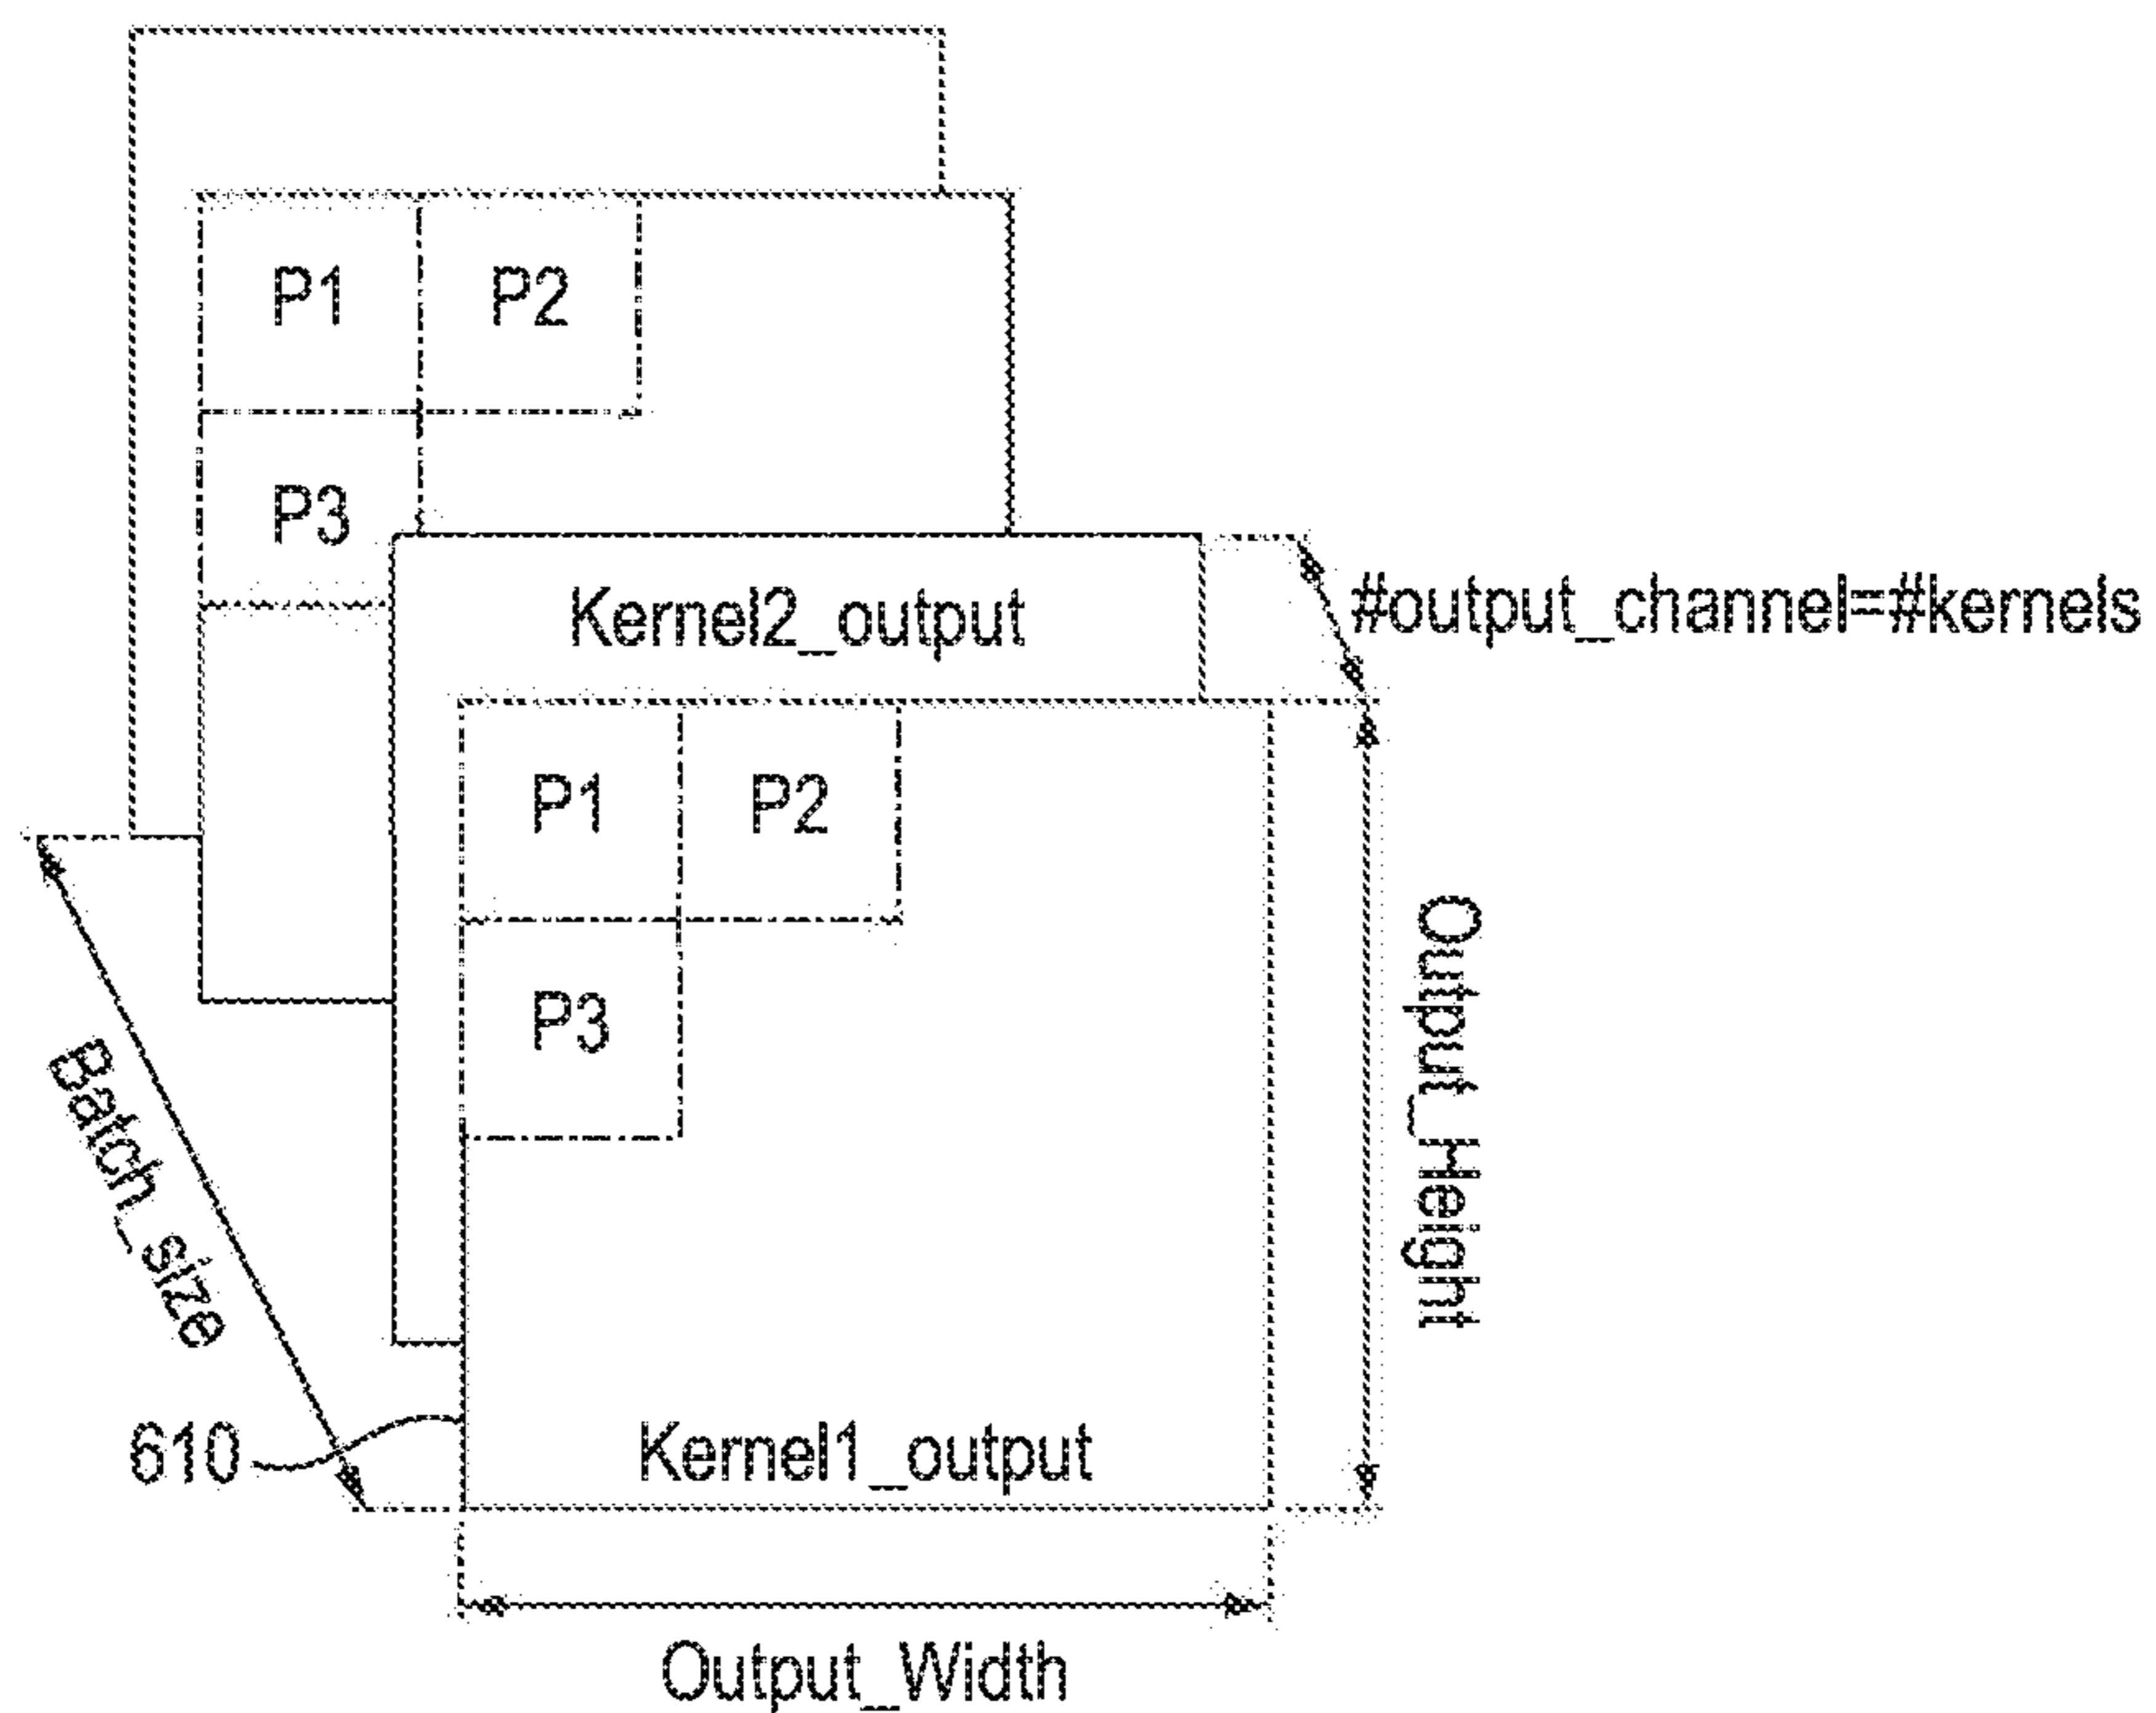 P1 P2
P3
Kernel2_output
#output_channel=#kernels
P1 P2
P3
Output_Height
Batch_size
610
Kernel1_output
Output_Width